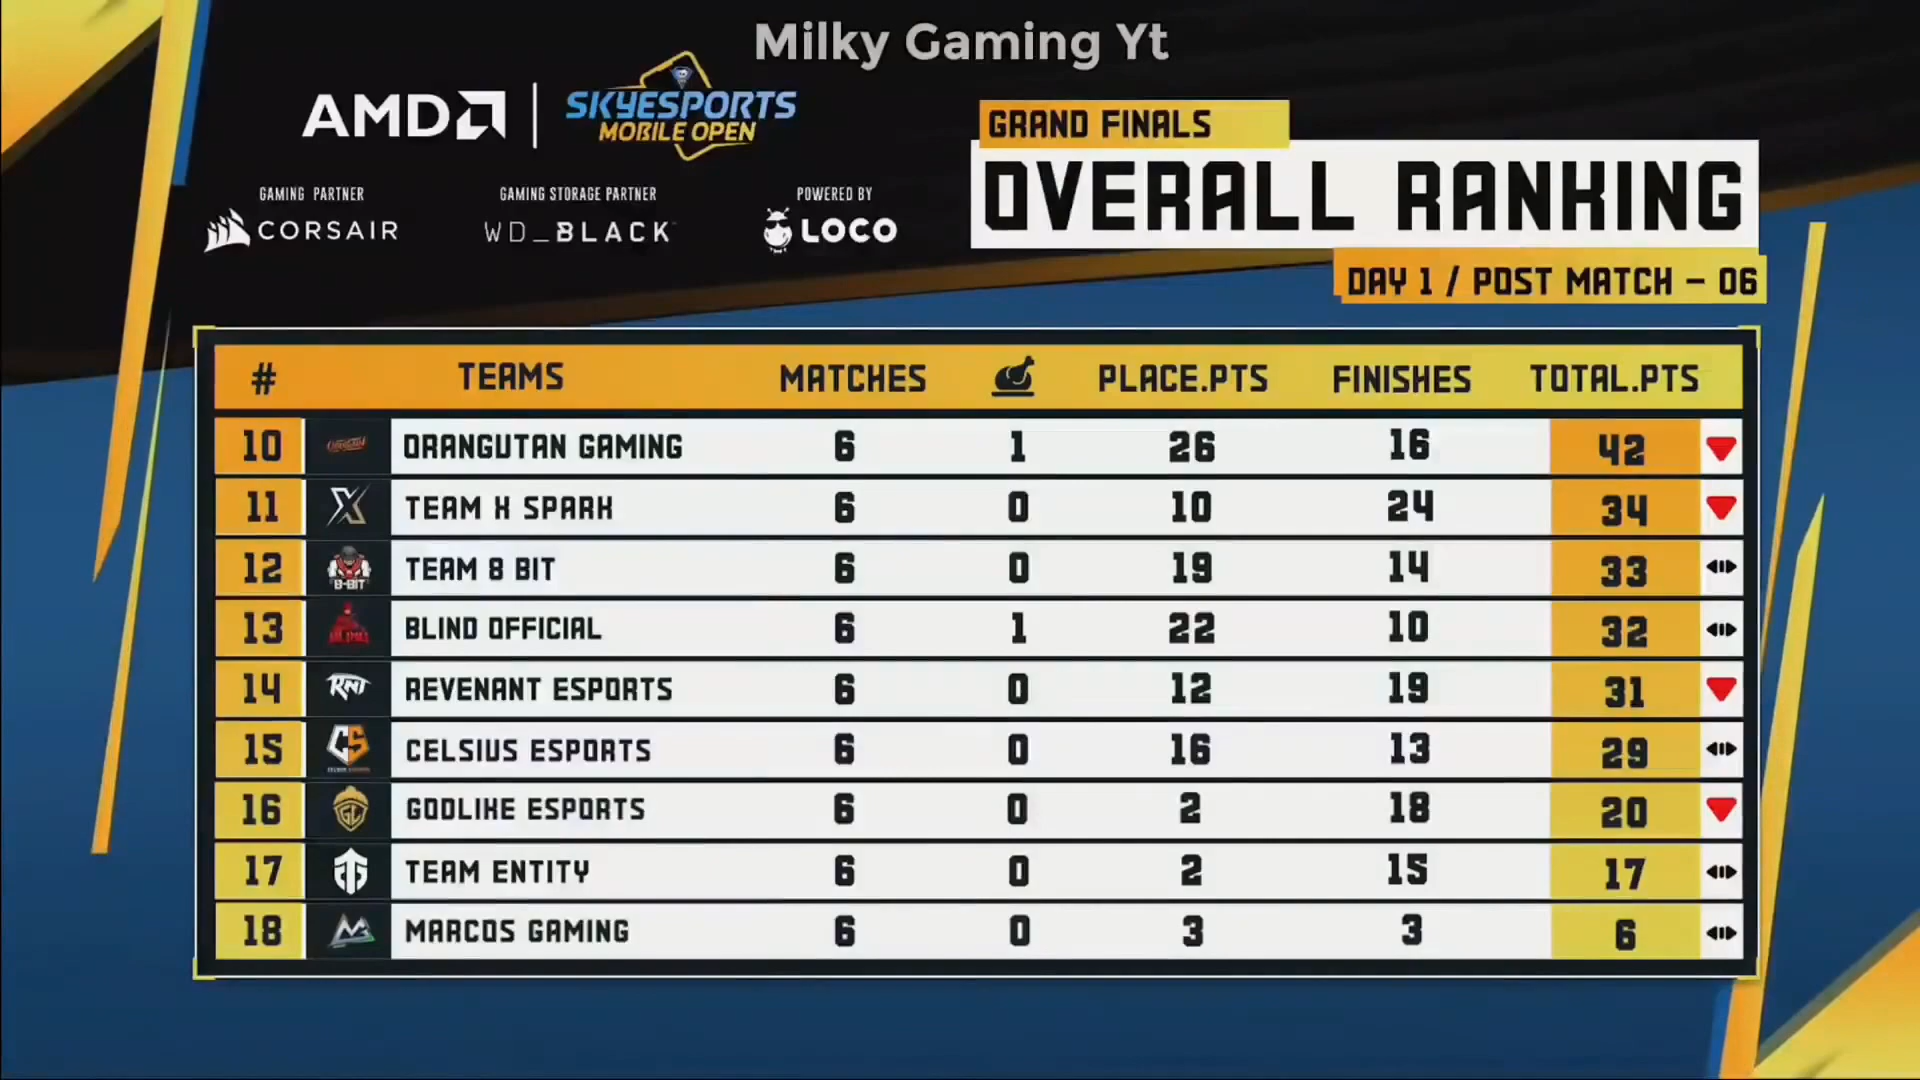 Milky Gaming Yt
AMD
SKYESPORTS
MOBILE OPEN
GAMING PARTNER
CORSAIR
GAMING STORAGE PARTNER
WD_BLACK
POWERED BY
LOCO
GRAND FINALS
OVERALL RANKING
DAY 1 / POST MATCH - 06
# TEAMS MATCHES PLACE.PTS FINISHES TOTAL.PTS
10 ORANGUTAN GAMING 6 1 26 16 42
11 TEAM X SPARK 6 0 10 24 34
12 8-BIT TEAM 8 BIT 6 0 19 14 33
13 BLIND OFFICIAL 6 1 22 10 32
14 RNT REVENANT ESPORTS 6 0 12 19 31
15 CS CELSIUS ESPORTS 6 0 16 13 29
16 GL GODLIKE ESPORTS 6 0 2 18 20
17 TEAM ENTITY 6 0 2 15 17
18 MARCOS GAMING 6 0 3 3 6